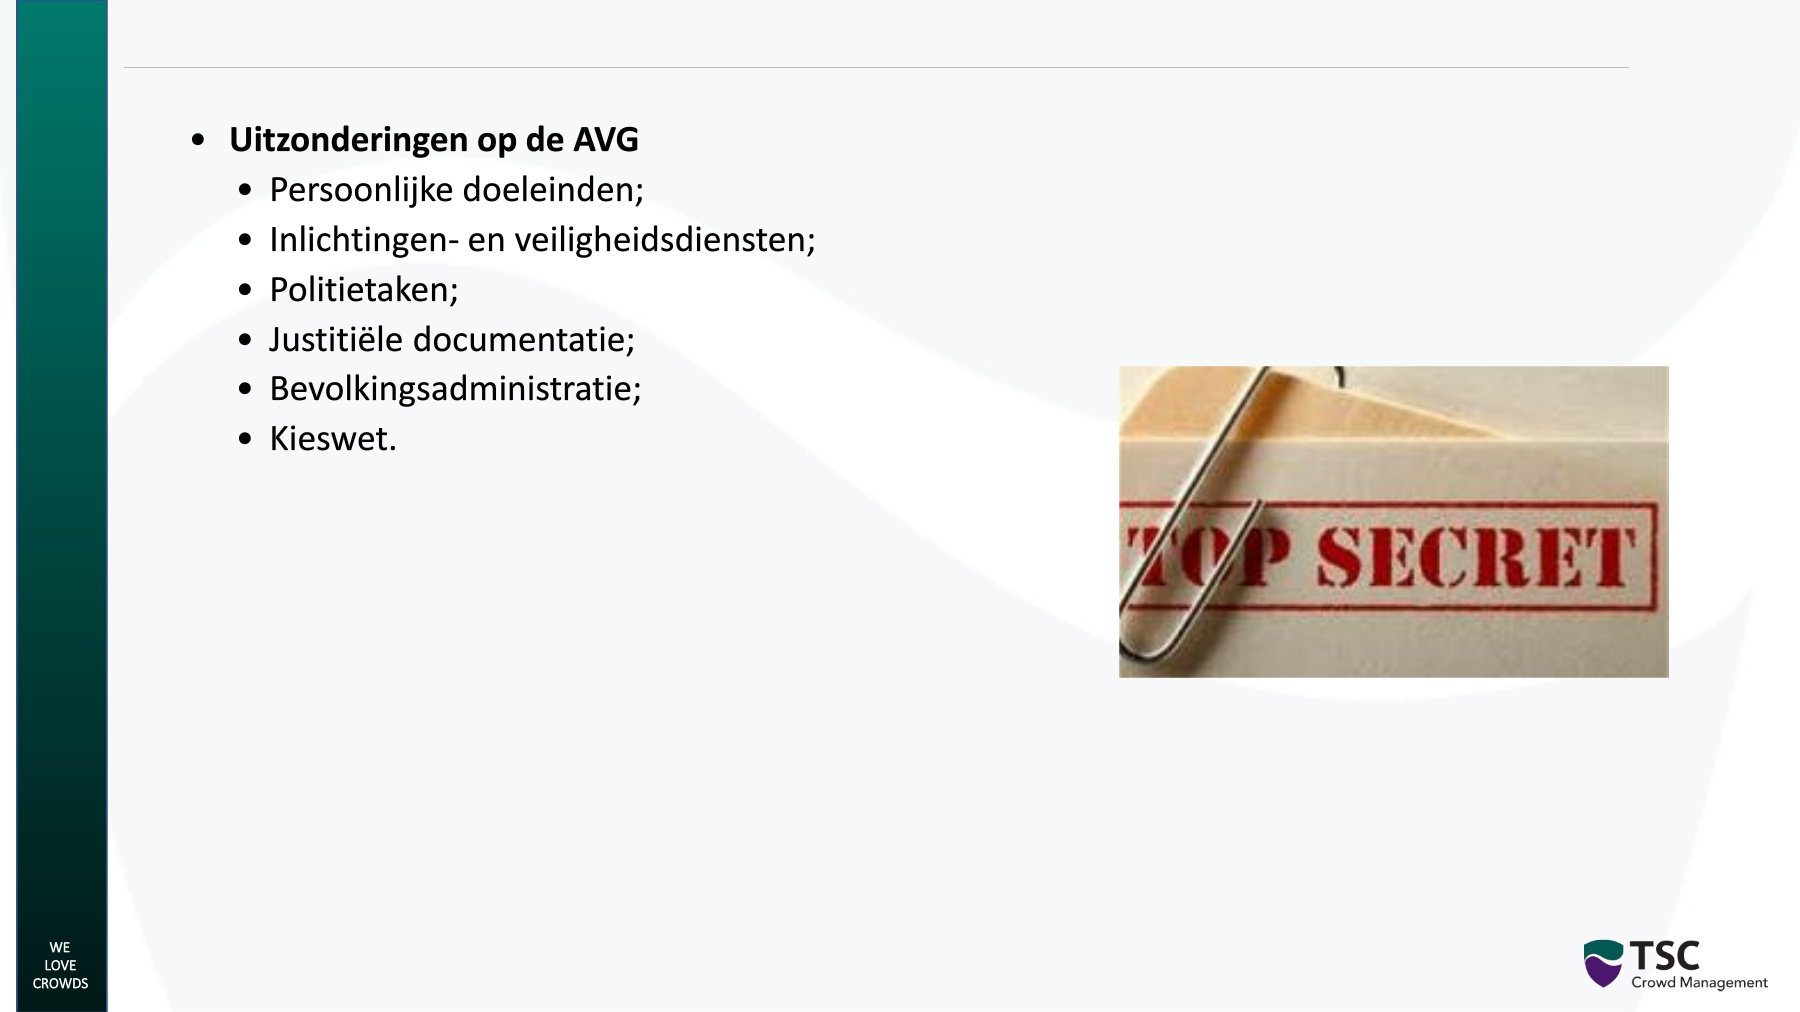 • Uitzonderingen op de AVG
• Persoonlijke doeleinden;
• Inlichtingen- en veiligheidsdiensten;
• Politietaken;
• Justitiële documentatie;
• Bevolkingsadministratie;
• Kieswet.
TOP SECRET
WE
LOVE
CROWDS
TSC
Crowd Management